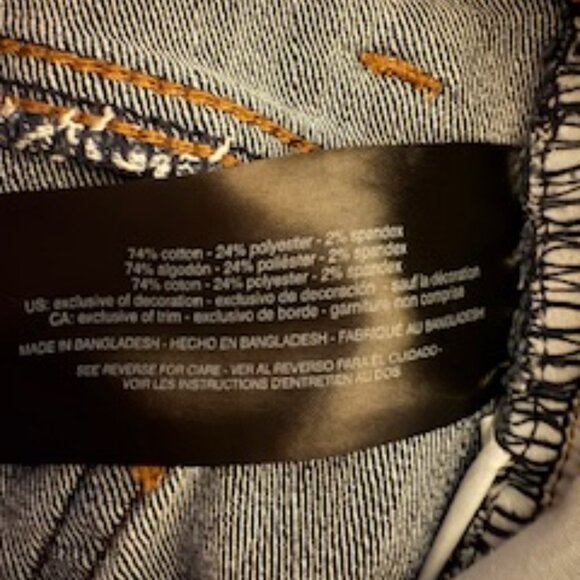 74% cotton - 24% polyester - 2% spandex
74% algodón - 24% poliéster - 2% spandex
74% coton - 24% polyester - 2% spandex
US: exclusive of decoration - exclusivo de decoración - sauf la décoration
CA: exclusive of trim - exclusivo de borde - garniture non comprise
MADE IN BANGLADESH - HECHO EN BANGLADESH - FABRIQUÉ AU BANGLADESH
SEE REVERSE FOR CARE - VER AL REVERSO PARA EL CUIDADO -
VOIR LES INSTRUCTIONS D'ENTRETIEN AU DOS